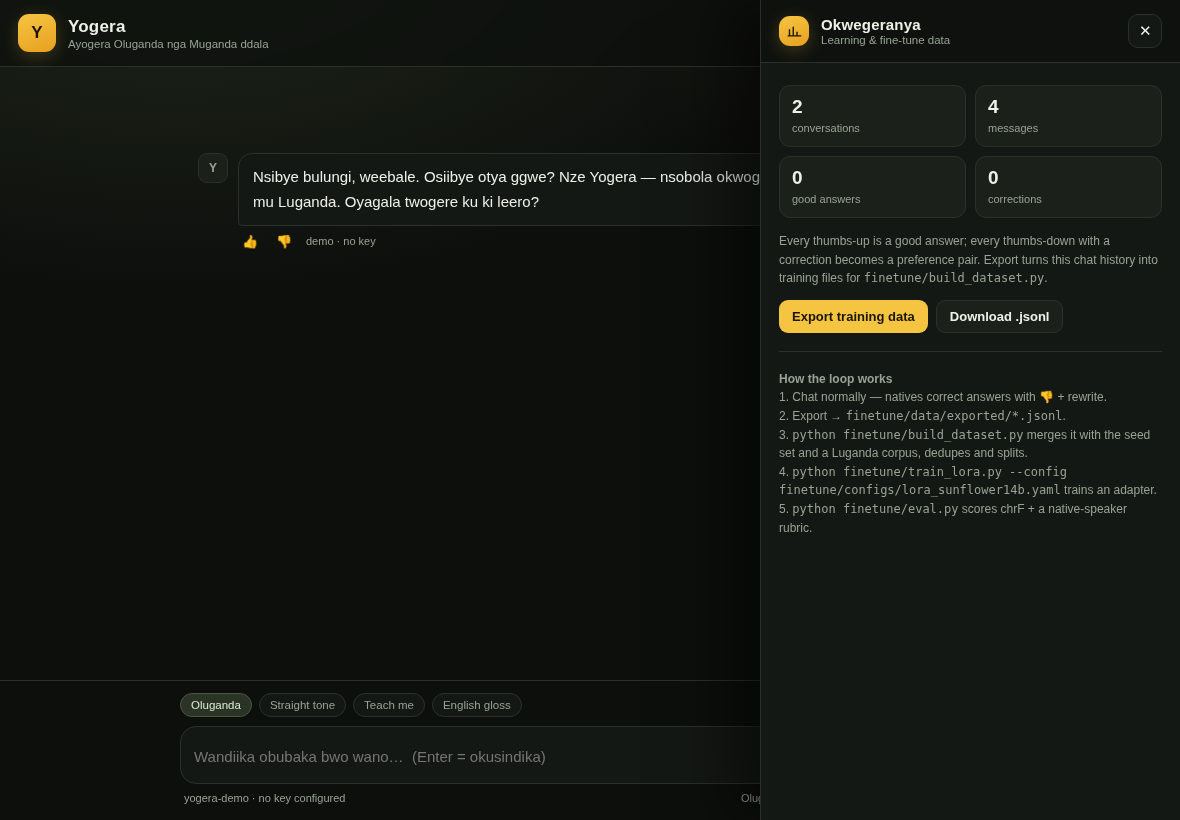 Y
Yogera
Ayogera Oluganda nga Muganda ddala
Y
Nsibye bulungi, weebale. Osiibye otya ggwe? Nze Yogera — nsobola
mu Luganda. Oyagala twogere ku ki leero?
👍 👎 demo · no key
Oluganda
Straight tone
Teach me
English gloss
Wandiika obubaka bwo wano… (Enter = okusindika)
yogera-demo · no key configured
Okwegeranya
Learning & fine-tune data
✕
2
conversations
4
messages
0
good answers
0
corrections
Every thumbs-up is a good answer; every thumbs-down with a
correction becomes a preference pair. Export turns this chat history into
training files for finetune/build_dataset.py.
Export training data
Download .jsonl
How the loop works
1. Chat normally — natives correct answers with 👎 + rewrite.
2. Export → finetune/data/exported/*.jsonl.
3. python finetune/build_dataset.py merges it with the seed
set and a Luganda corpus, dedupes and splits.
4. python finetune/train_lora.py --config
finetune/configs/lora_sunflower14b.yaml trains an adapter.
5. python finetune/eval.py scores chrF + a native-speaker
rubric.